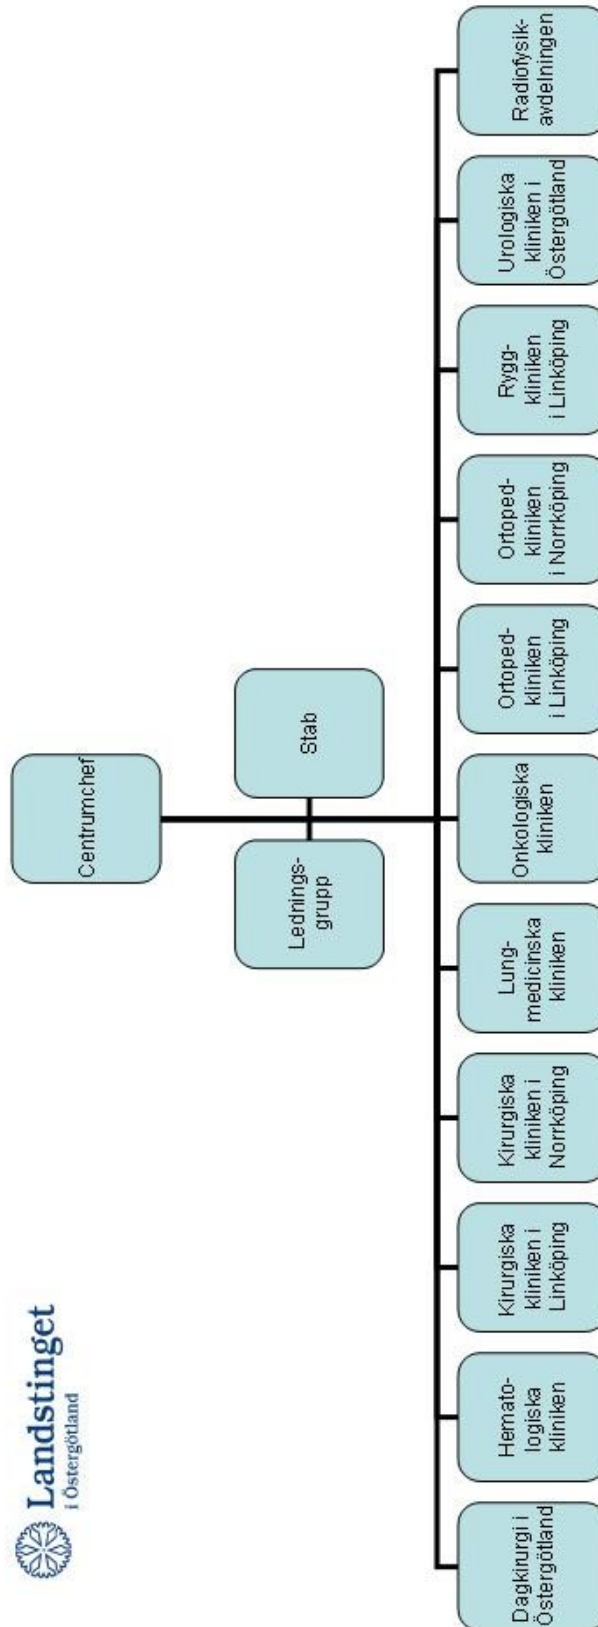 Landstinget
i Östergötland
Centrumchef
Lednings-
grupp
Stab
Dagkirurgi i
Östergötland
Hemato-
logiska
kliniken
Kirurgiska
kliniken i
Linköping
Kirurgiska
kliniken i
Norrköping
Lung-
medicinska
kliniken
Onkologiska
kliniken
Ortoped-
kliniken
i Linköping
Ortoped-
kliniken
i Norrköping
Rygg-
kliniken
i Linköping
Urologiska
kliniken i
Östergötland
Radiofysik-
avdelningen